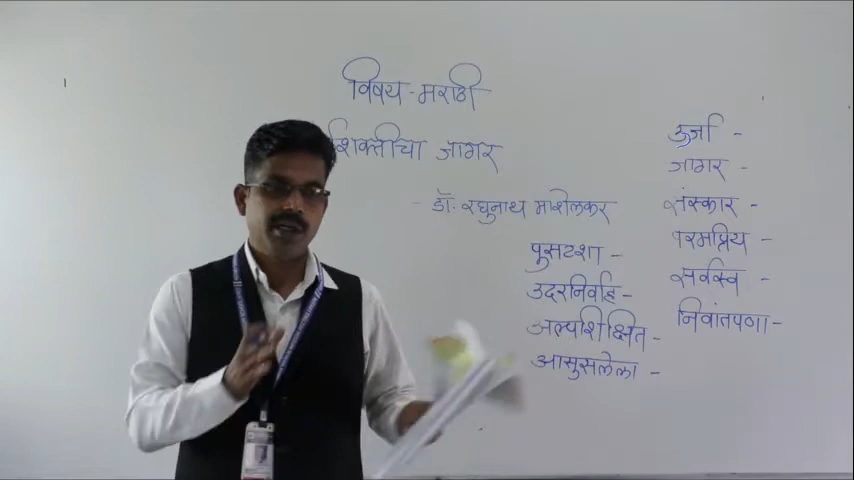 विषय - मराठी
शक्तीचा जागर
- डॉ. रघुनाथ माशेलकर
पुसटशा -
उदरनिर्वाह -
अल्पशिक्षित -
आसुसलेला -
ऊर्जा -
जागर -
संस्कार -
परमप्रिय -
सर्वस्व -
निवांतपणा -